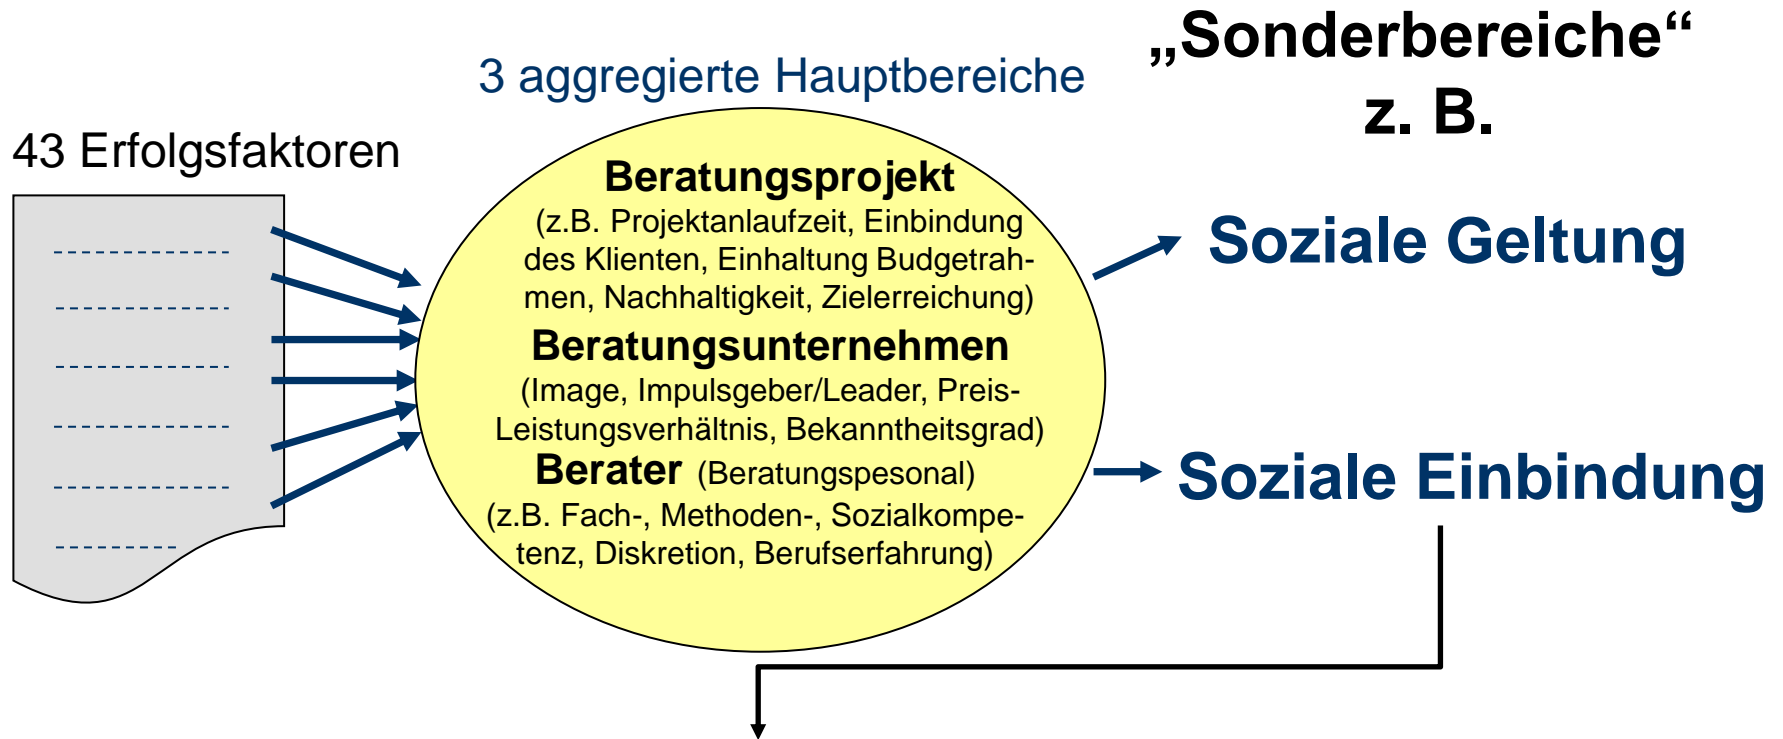 „Sonderbereiche“
z. B.
3 aggregierte Hauptbereiche
43 Erfolgsfaktoren
Beratungsprojekt
(z.B. Projektanlaufzeit, Einbindung
des Klienten, Einhaltung Budgetrah-
men, Nachhaltigkeit, Zielerreichung)
Beratungsunternehmen
(Image, Impulsgeber/Leader, Preis-
Leistungsverhältnis, Bekanntheitsgrad)
Berater (Beratungspesonal)
(z.B. Fach-, Methoden-, Sozialkompe-
tenz, Diskretion, Berufserfahrung)
Soziale Geltung
Soziale Einbindung